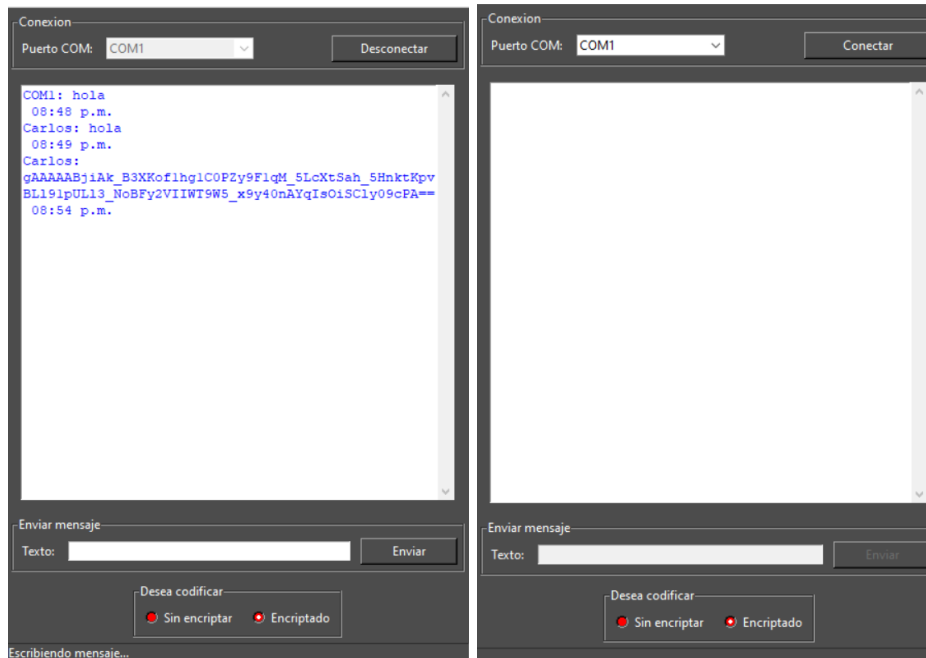 Conexion
Puerto COM: COM1 Desconectar
COM1: hola
08:48 p.m.
Carlos: hola
08:49 p.m.
Carlos:
gAAAAABjiAk_B3XKof1hg1C0PZy9F1qM_5LcXtSah_5HnktKpv
BL191pUL13_NoBFy2VIIWT9W5_x9y40nAYqIsOiSCly09cPA==
08:54 p.m.
Enviar mensaje
Texto: Enviar
Desea codificar
Sin encriptar Encriptado
Escribiendo mensaje...
Conexion
Puerto COM: COM1 Conectar
Enviar mensaje
Texto: Enviar
Desea codificar
Sin encriptar Encriptado